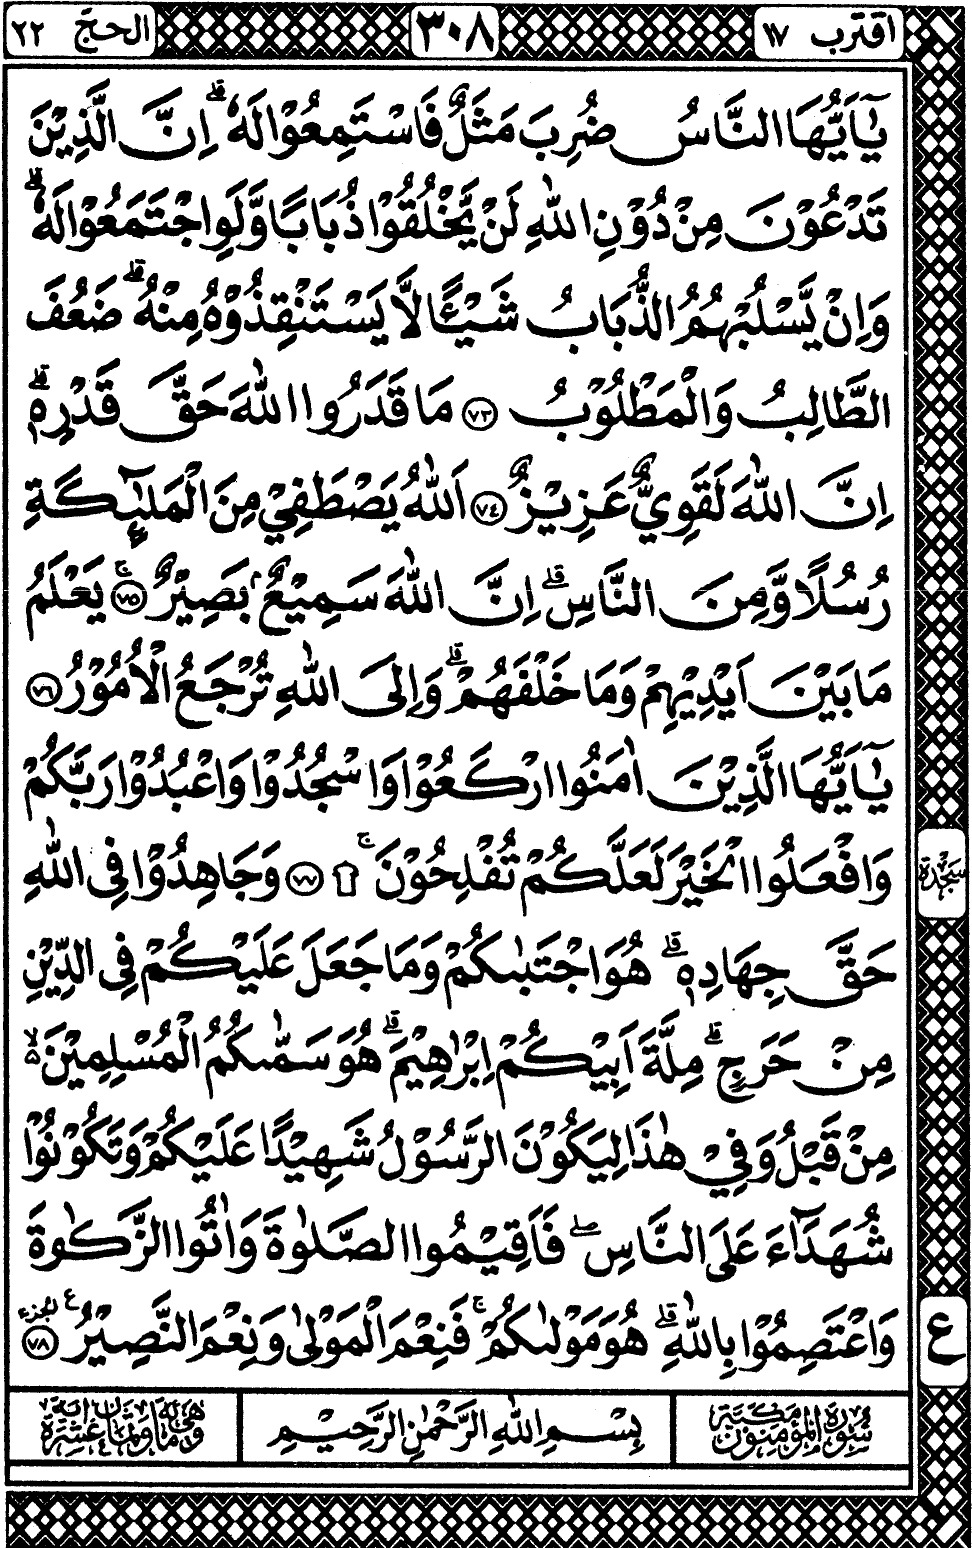 اقترب ١٧ ٣٠٨ الحج ٢٢
يٰۤاَيُّهَا النَّاسُ ضُرِبَ مَثَلٌ فَاسْتَمِعُوْا لَهٗ ؕ اِنَّ الَّذِيْنَ
تَدْعُوْنَ مِنْ دُوْنِ اللّٰهِ لَنْ يَّخْلُقُوْا ذُبَابًا وَّلَوِ اجْتَمَعُوْا لَهٗ ؕ
وَاِنْ يَّسْلُبْهُمُ الذُّبَابُ شَيْـًٔا لَّا يَسْتَنْقِذُوْهُ مِنْهُ ؕ ضَعُفَ
الطَّالِبُ وَالْمَطْلُوْبُ ﴿٧٣﴾ مَا قَدَرُوا اللّٰهَ حَقَّ قَدْرِهٖ ؕ
اِنَّ اللّٰهَ لَقَوِيٌّ عَزِيْزٌ ﴿٧٤﴾ اَللّٰهُ يَصْطَفِيْ مِنَ الْمَلٰٓئِكَةِ
رُسُلًا وَّمِنَ النَّاسِ ؕ اِنَّ اللّٰهَ سَمِيْعٌۢ بَصِيْرٌ ﴿٧٥﴾ ۚ يَعْلَمُ
مَا بَيْنَ اَيْدِيْهِمْ وَمَا خَلْفَهُمْ ؕ وَاِلَى اللّٰهِ تُرْجَعُ الْاُمُوْرُ ﴿٧٦﴾
يٰۤاَيُّهَا الَّذِيْنَ اٰمَنُوا ارْكَعُوْا وَاسْجُدُوْا وَاعْبُدُوْا رَبَّكُمْ
وَافْعَلُوا الْخَيْرَ لَعَلَّكُمْ تُفْلِحُوْنَ ۚ ۩ ﴿٧٧﴾ وَجَاهِدُوْا فِى اللّٰهِ
سَجْدَة
حَقَّ جِهَادِهٖ ؕ هُوَ اجْتَبٰىكُمْ وَمَا جَعَلَ عَلَيْكُمْ فِى الدِّيْنِ
مِنْ حَرَجٍ ؕ مِلَّةَ اَبِيْكُمْ اِبْرٰهِيْمَ ؕ هُوَ سَمّٰىكُمُ الْمُسْلِمِيْنَ ۙ٥
مِنْ قَبْلُ وَفِيْ هٰذَا لِيَكُوْنَ الرَّسُوْلُ شَهِيْدًا عَلَيْكُمْ وَتَكُوْنُوْا
شُهَدَآءَ عَلَى النَّاسِ ۖ فَاَقِيْمُوا الصَّلٰوةَ وَاٰتُوا الزَّكٰوةَ
وَاعْتَصِمُوْا بِاللّٰهِ ؕ هُوَ مَوْلٰىكُمْ ۚ فَنِعْمَ الْمَوْلٰى وَنِعْمَ النَّصِيْرُ ﴿٧٨﴾ ع الجزء
ع
سُوْرَةُ الْمُؤْمِنُوْنَ مَكِّيَّة
بِسْمِ اللّٰهِ الرَّحْمٰنِ الرَّحِيْمِ